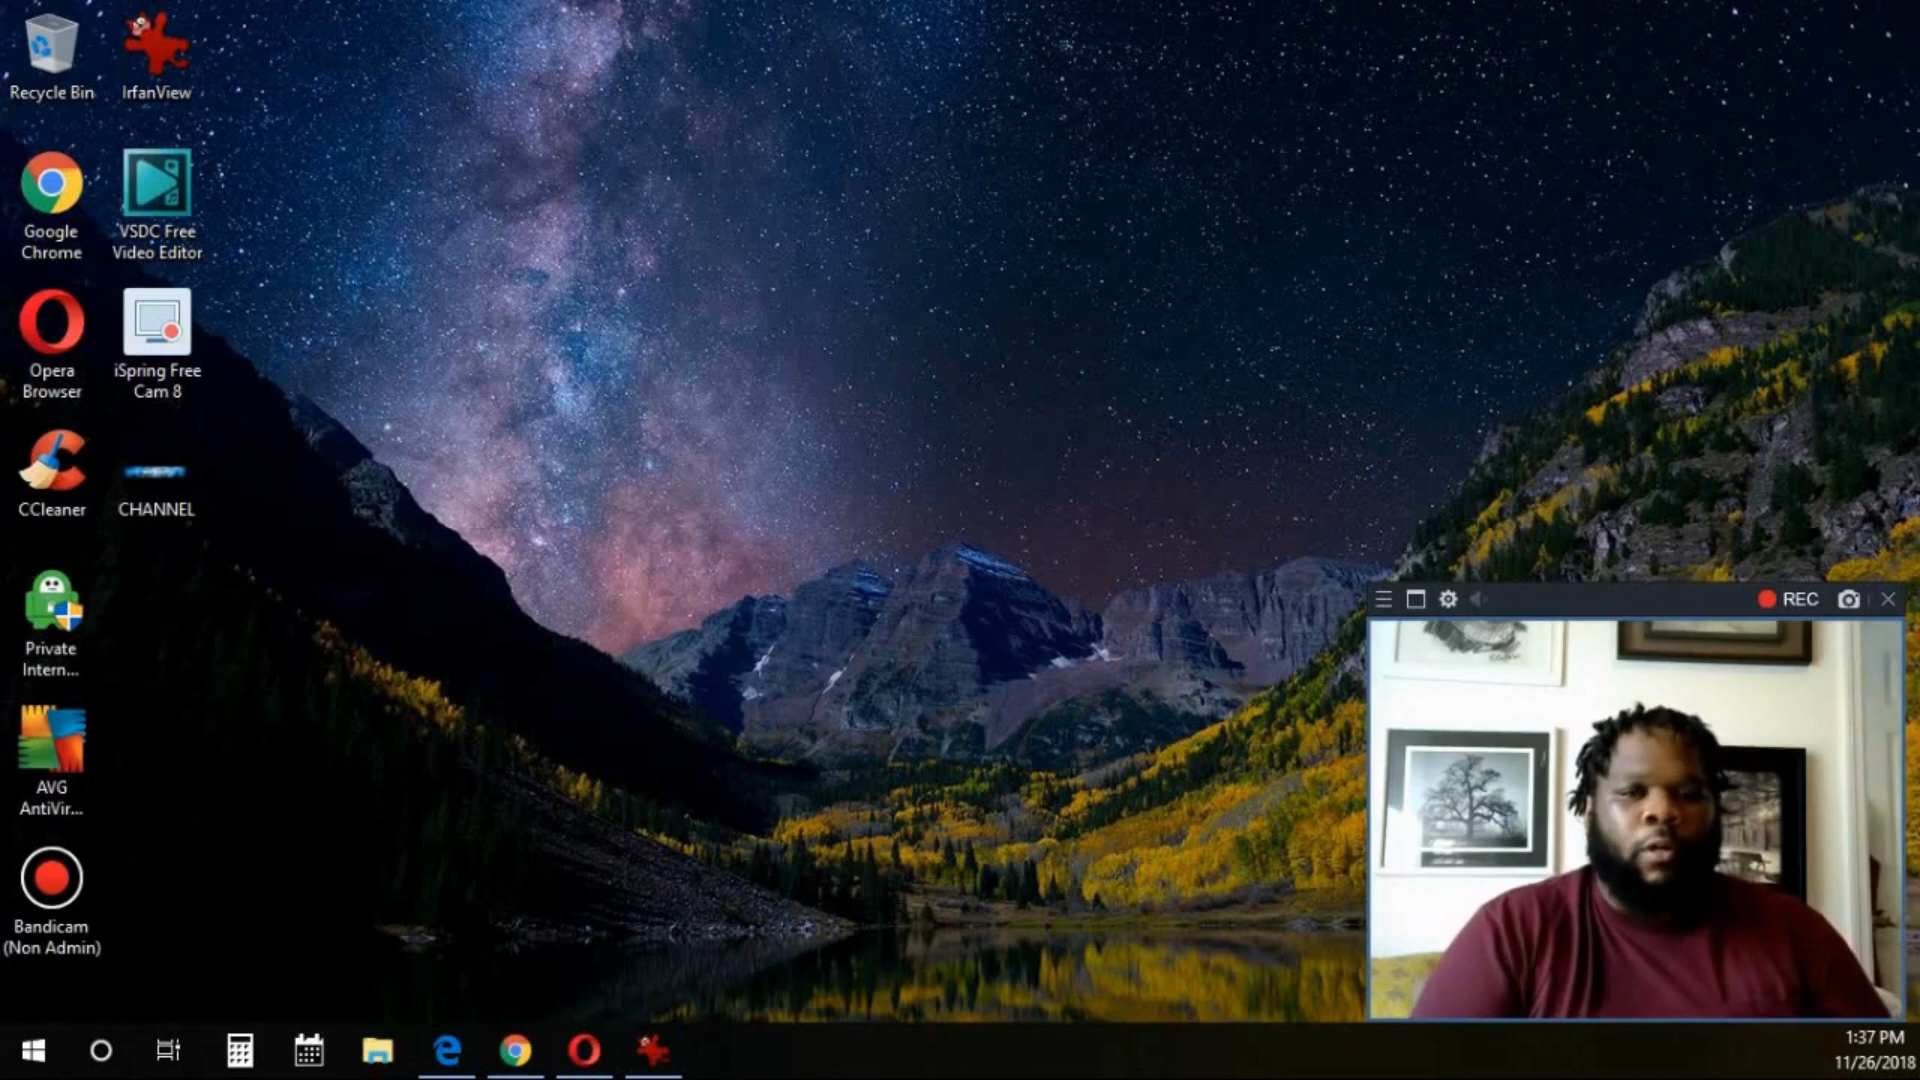 Recycle Bin
IrfanView
Google
Chrome
VSDC Free
Video Editor
Opera
Browser
iSpring Free
Cam 8
CCleaner
CHANNEL
Private
Intern...
AVG
AntiVir...
Bandicam
(Non Admin)
REC
1:37 PM
11/26/2018